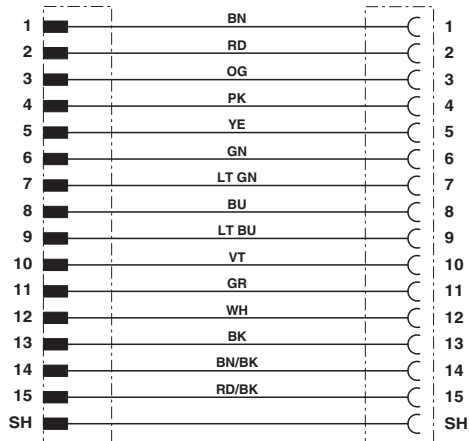 1 BN 1
2 RD 2
3 OG 3
4 PK 4
5 YE 5
6 GN 6
7 LT GN 7
8 BU 8
9 LT BU 9
10 VT 10
11 GR 11
12 WH 12
13 BK 13
14 BN/BK 14
15 RD/BK 15
SH SH